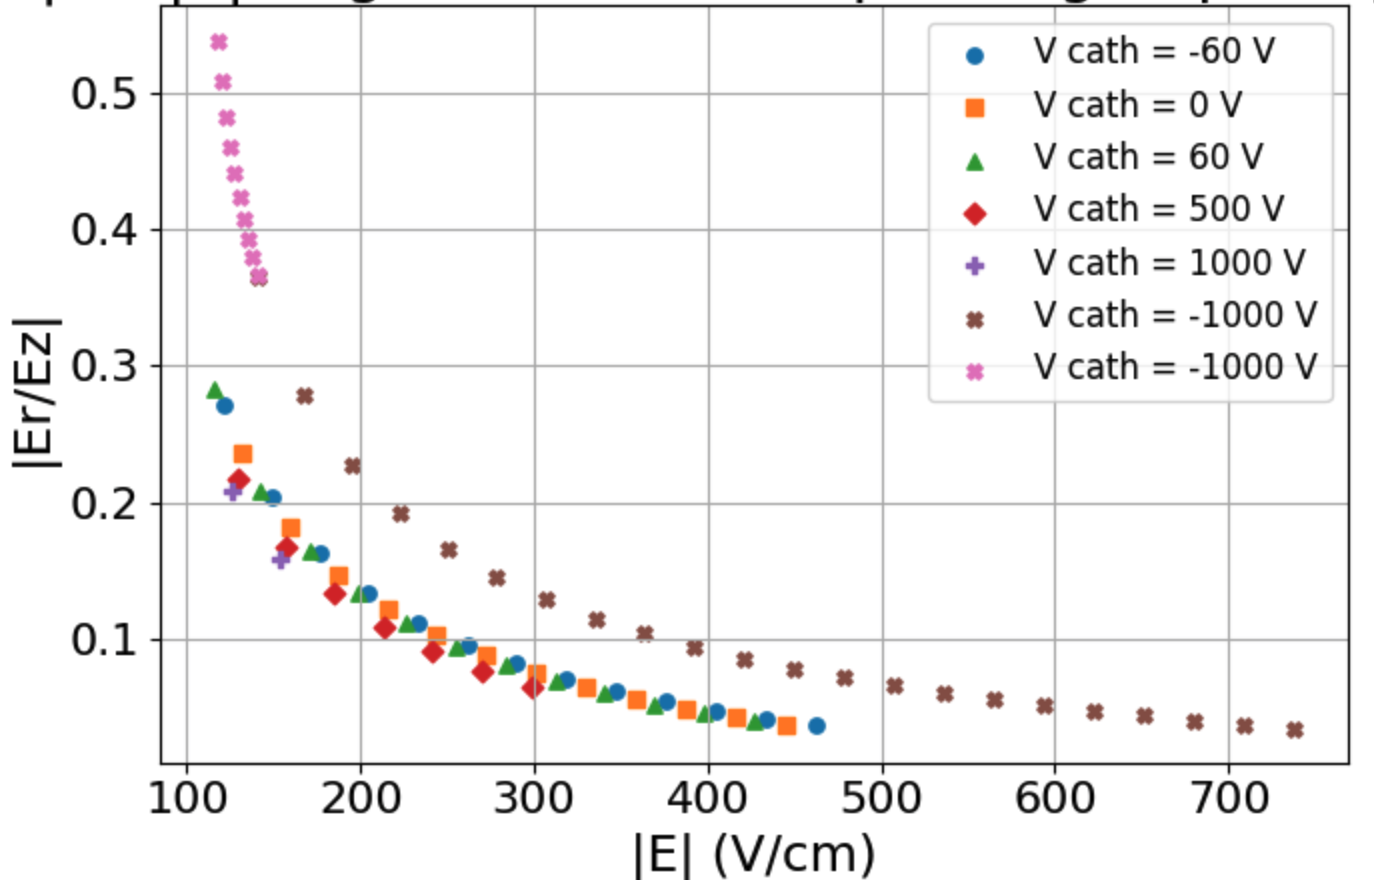 V cath = -60 V
V cath = 0 V
V cath = 60 V
V cath = 500 V
V cath = 1000 V
V cath = -1000 V
V cath = -1000 V
|Er/Ez|
0.5
0.4
0.3
0.2
0.1
100 200 300 400 500 600 700
|E| (V/cm)